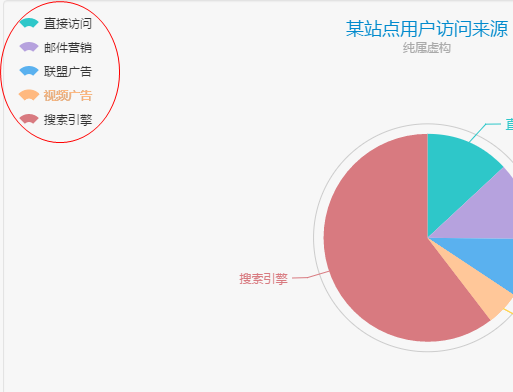 直接访问
邮件营销
联盟广告
视频广告
搜索引擎
某站点用户访问来源
纯属虚构
搜索引擎